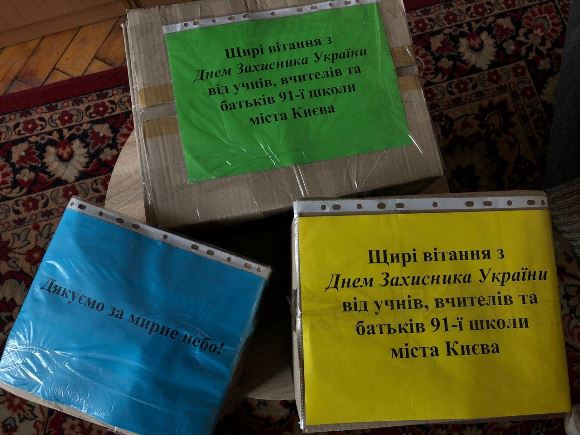 Щирі вітання з
Днем Захисника України
від учнів, вчителів та
батьків 91-ї школи
міста Києва
Дякуємо за мирне небо!
Щирі вітання з
Днем Захисника України
від учнів, вчителів та
батьків 91-ї школи
міста Києва